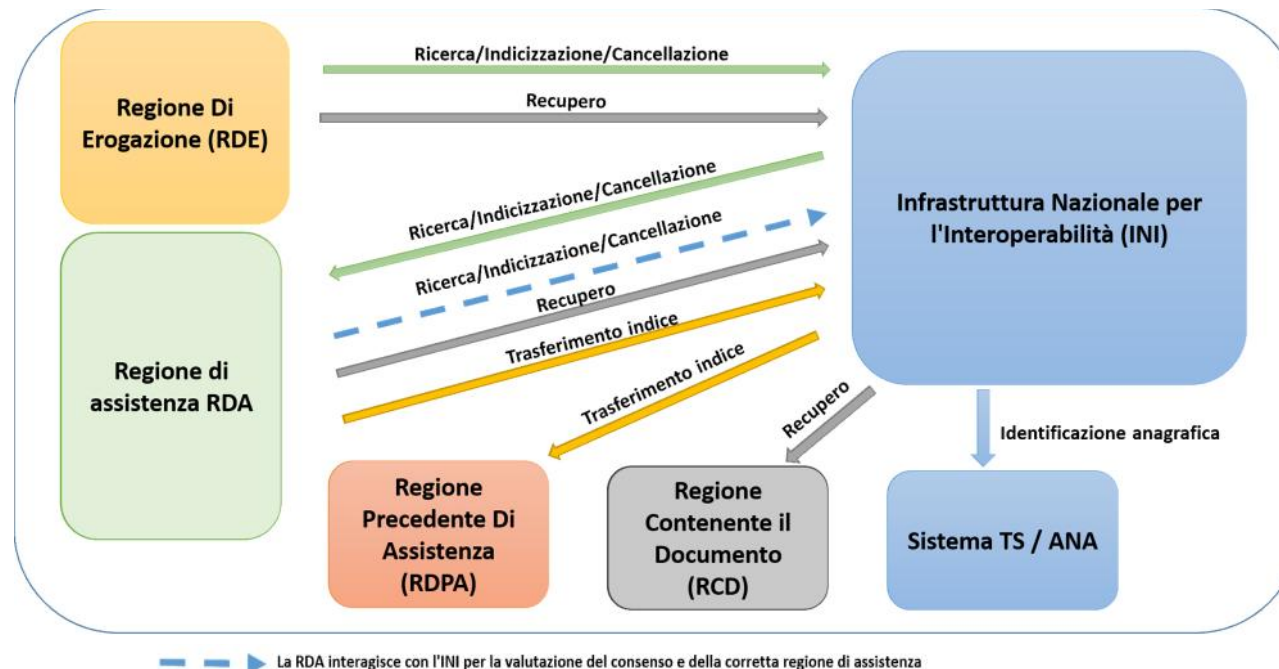 Ricerca/Indicizzazione/Cancellazione
Regione Di
Erogazione (RDE)
Recupero
Ricerca/Indicizzazione/Cancellazione
Infrastruttura Nazionale per
l'Interoperabilità (INI)
Ricerca/Indicizzazione/Cancellazione
Recupero
Regione di
assistenza RDA
Trasferimento indice
Trasferimento indice
Recupero
Identificazione anagrafica
Regione
Precedente Di
Assistenza
(RDPA)
Regione
Contenente il
Documento
(RCD)
Sistema TS / ANA
La RDA interagisce con l'INI per la valutazione del consenso e della corretta regione di assistenza